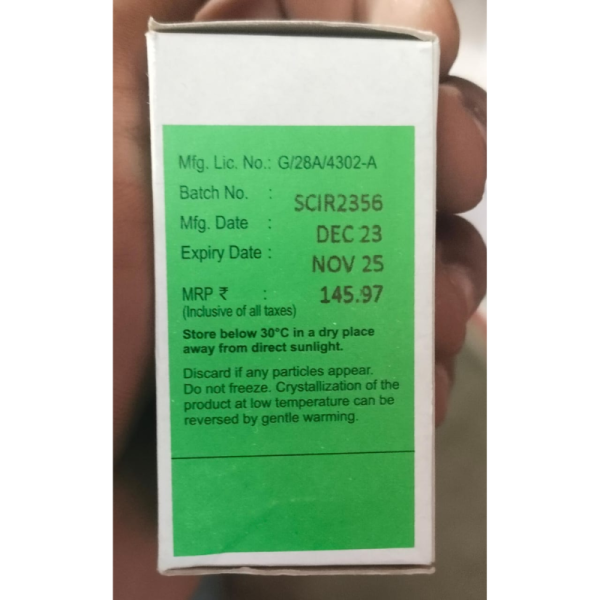 Mfg. Lic. No.: G/28A/4302-A
Batch No. : SCIR2356
Mfg. Date : DEC 23
Expiry Date : NOV 25
MRP ₹ : 145.97
(Inclusive of all taxes)
Store below 30°C in a dry place
away from direct sunlight.
Discard if any particles appear.
Do not freeze. Crystallization of the
product at low temperature can be
reversed by gentle warming.